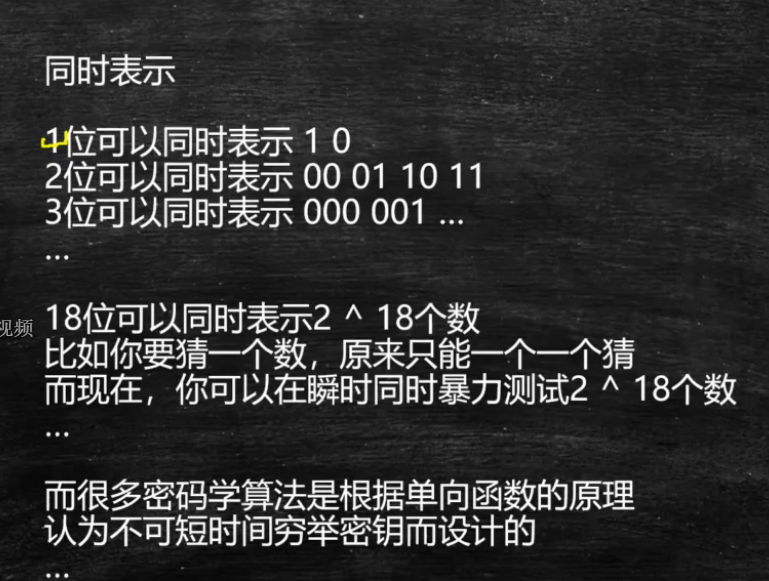 同时表示
1位可以同时表示 1 0
2位可以同时表示 00 01 10 11
3位可以同时表示 000 001 ...
...
18位可以同时表示2 ^ 18个数
视频
比如你要猜一个数，原来只能一个一个猜
而现在，你可以在瞬时同时暴力测试2 ^ 18个数
...
而很多密码学算法是根据单向函数的原理
认为不可短时间穷举密钥而设计的
...